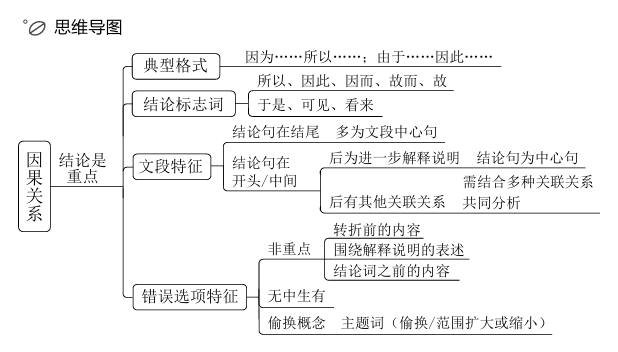 思维导图
因果关系
结论是
重点
典型格式
因为……所以……；由于……因此……
结论标志词
所以、因此、因而、故而、故
于是、可见、看来
文段特征
结论句在结尾 多为文段中心句
结论句在
开头/中间
后为进一步解释说明 结论句为中心句
后有其他关联关系
需结合多种关联关系
共同分析
错误选项特征
非重点
转折前的内容
围绕解释说明的表述
结论词之前的内容
无中生有
偷换概念 主题词（偷换/范围扩大或缩小）